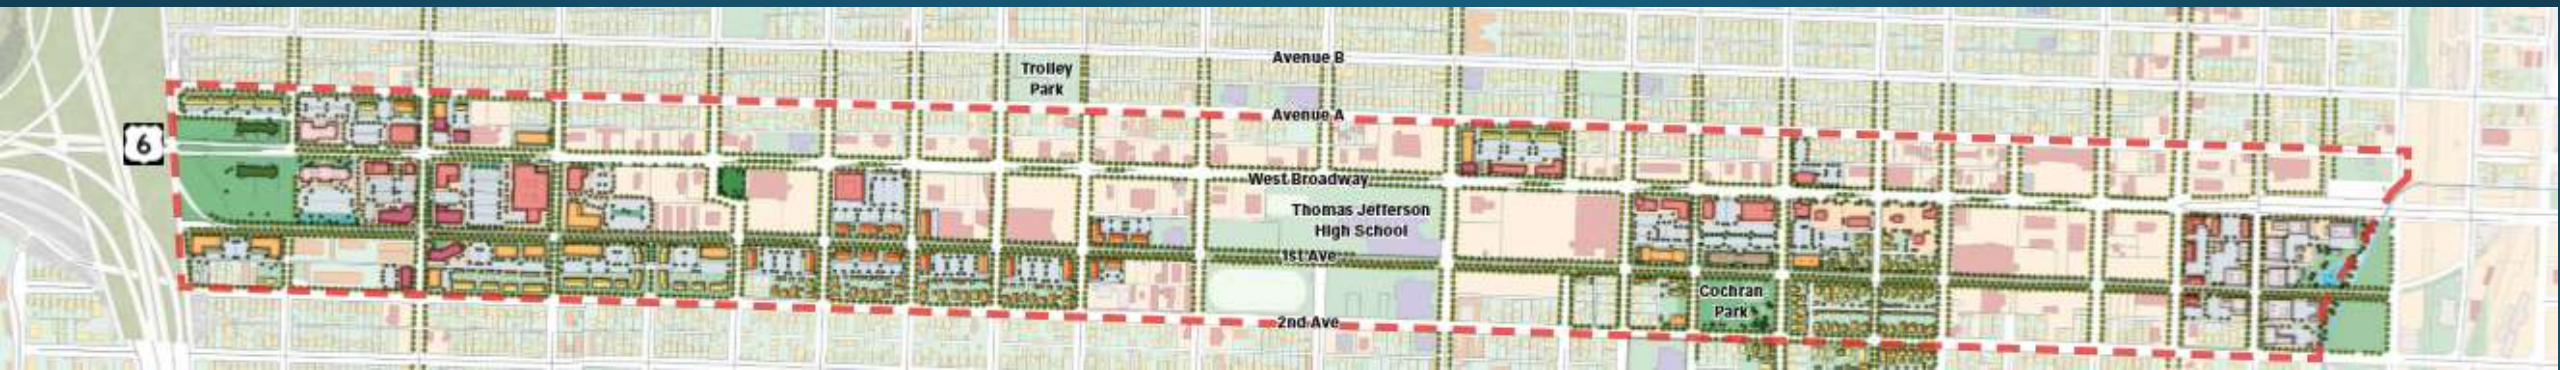 Avenue B
Trolley
Park
Avenue A
6
West Broadway
Thomas Jefferson
High School
1st Ave
Cochran
Park
2nd Ave